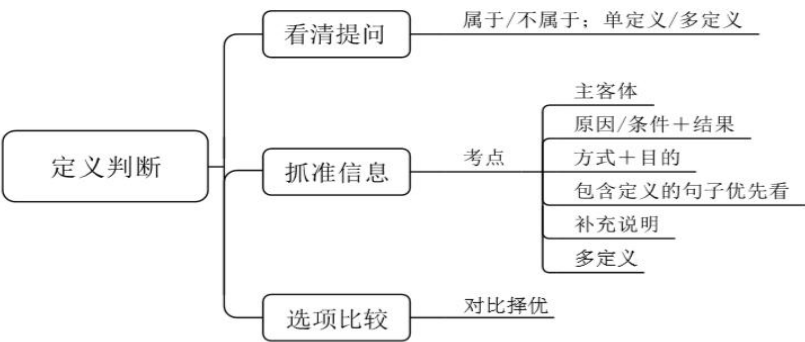 定义判断
看清提问
属于/不属于；单定义/多定义
抓准信息
考点
主客体
原因/条件＋结果
方式＋目的
包含定义的句子优先看
补充说明
多定义
选项比较
对比择优